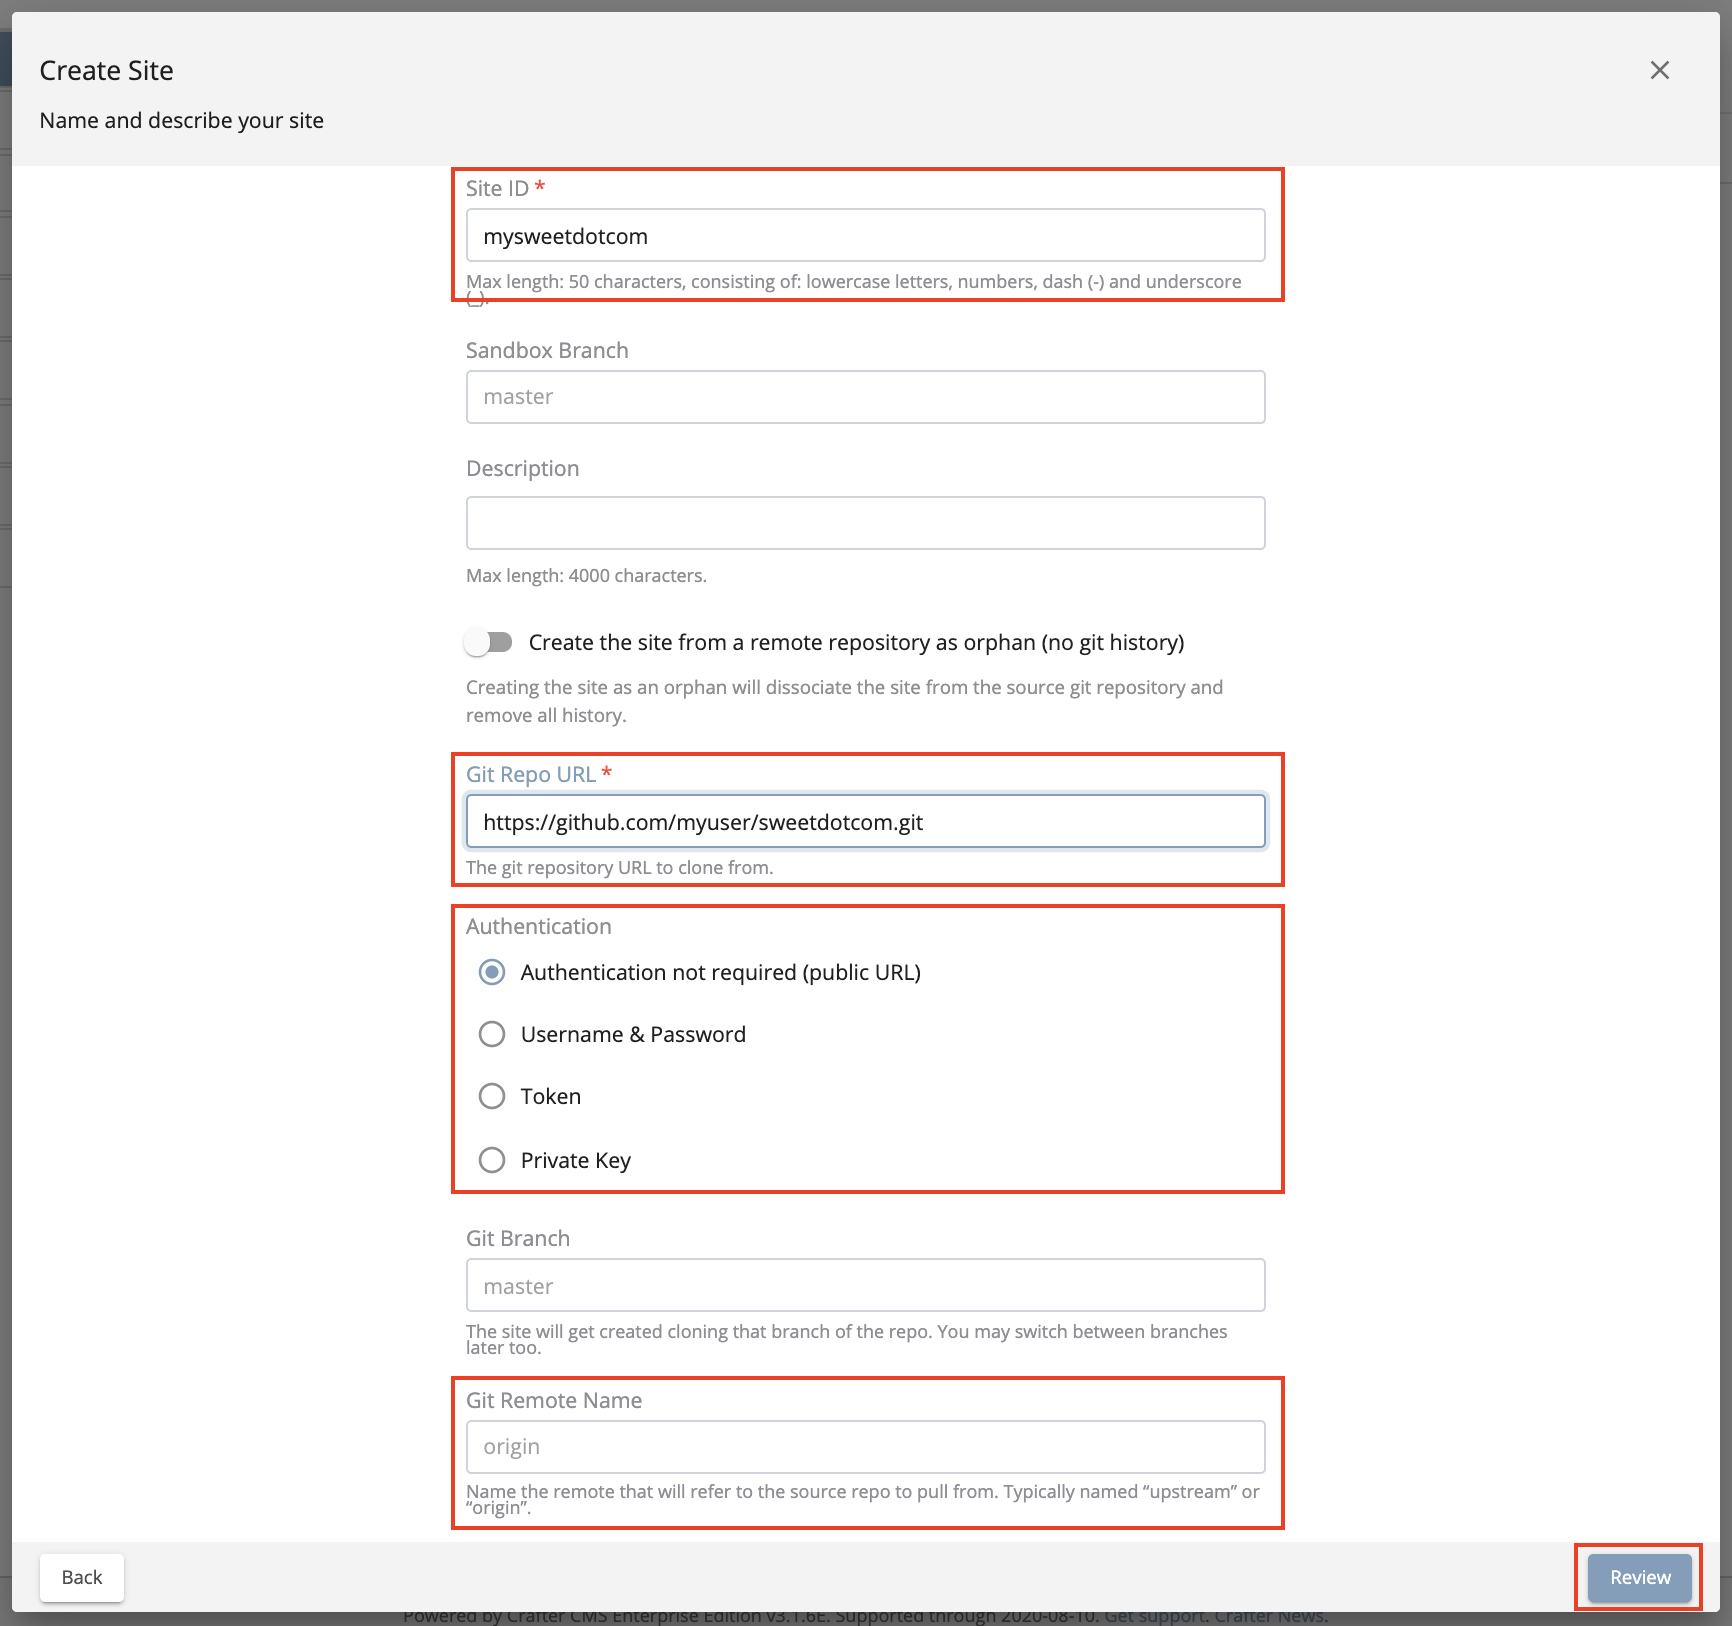 Create Site
Name and describe your site
Site ID *
mysweetdotcom
Max length: 50 characters, consisting of: lowercase letters, numbers, dash (-) and underscore
(_).
Sandbox Branch
master
Description
Max length: 4000 characters.
Create the site from a remote repository as orphan (no git history)
Creating the site as an orphan will dissociate the site from the source git repository and
remove all history.
Git Repo URL *
https://github.com/myuser/sweetdotcom.git
The git repository URL to clone from.
Authentication
Authentication not required (public URL)
Username & Password
Token
Private Key
Git Branch
master
The site will get created cloning that branch of the repo. You may switch between branches
later too.
Git Remote Name
origin
Name the remote that will refer to the source repo to pull from. Typically named “upstream” or
“origin”.
Back
Review
Powered by Crafter CMS Enterprise Edition v3.1.6E. Supported through 2020-08-10. Get support. Crafter News.